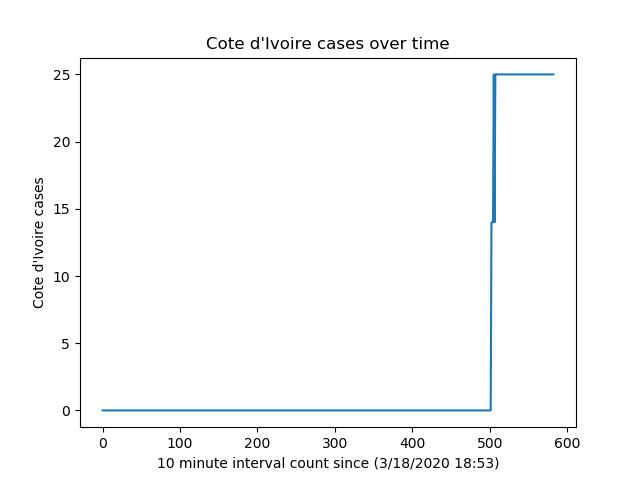 Cote d'Ivoire cases over time
25
20
15
10
5
0
Cote d'Ivoire cases
0 100 200 300 400 500 600
10 minute interval count since (3/18/2020 18:53)